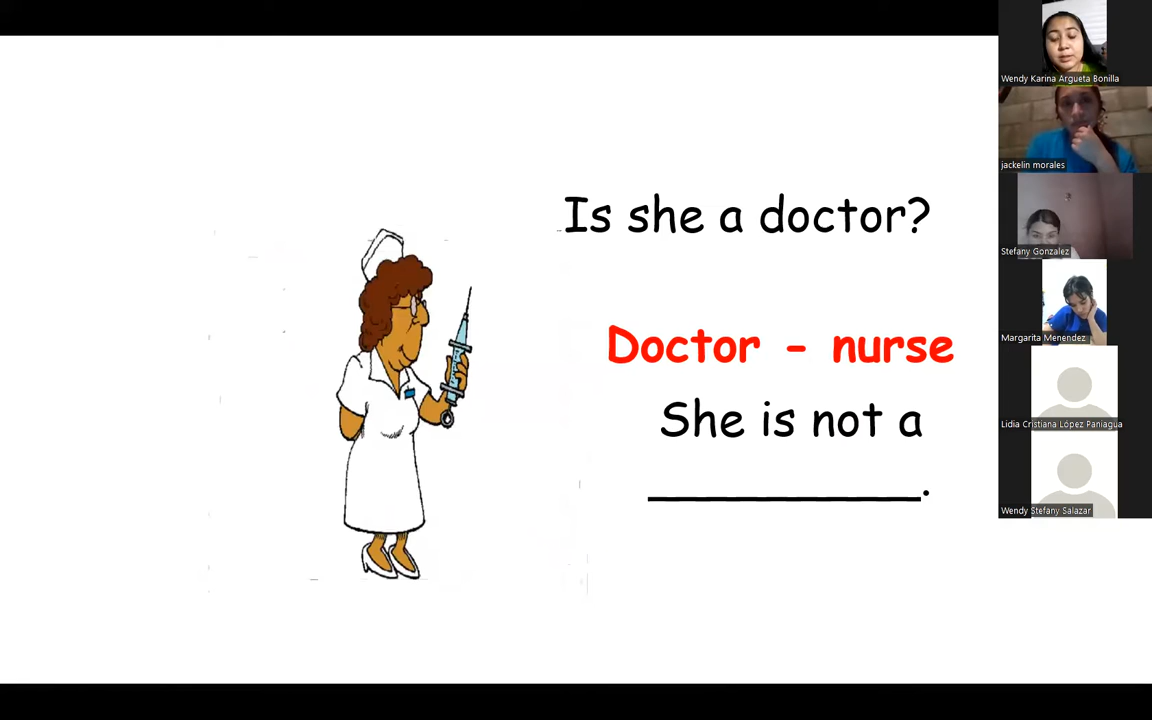 Is she a doctor?
Doctor - nurse
She is not a
___________.
Wendy Karina Argueta Bonilla
jackelin morales
Stefany Gonzalez
Margarita Menendez
Lidia Cristiana López Paniagua
Wendy Stefany Salazar